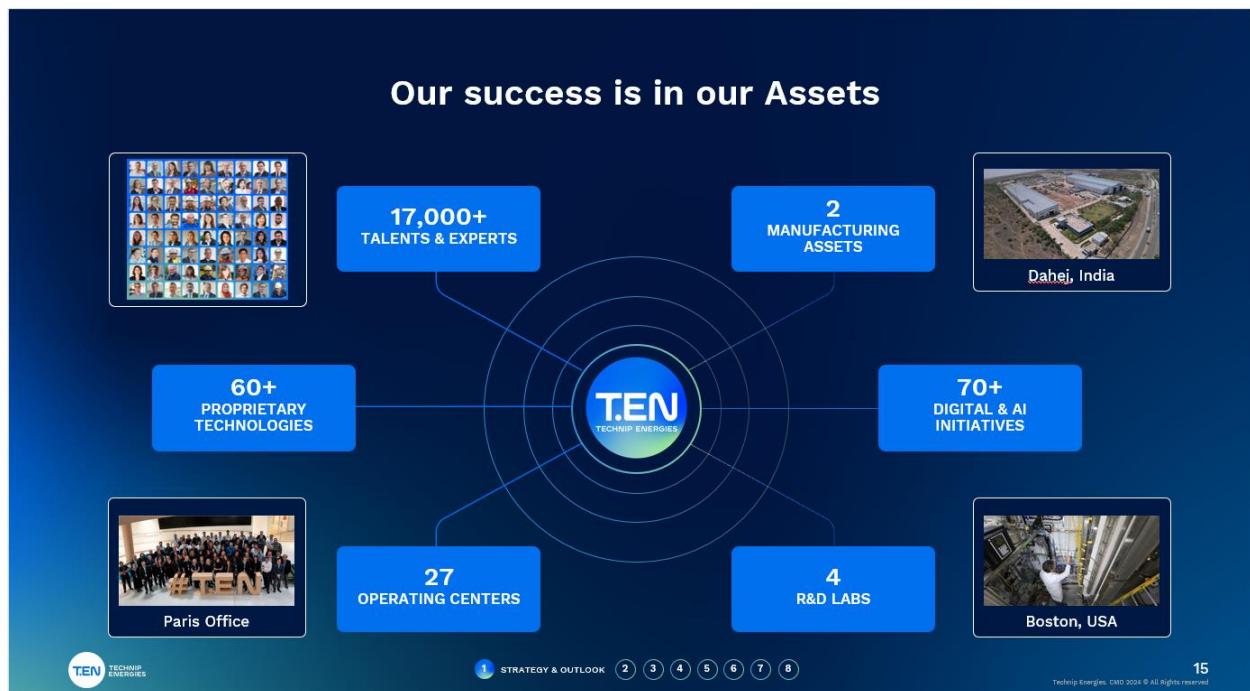 Our success is in our Assets
17,000+
TALENTS & EXPERTS
2
MANUFACTURING
ASSETS
Dahej, India
60+
PROPRIETARY
TECHNOLOGIES
T.EN
TECHNIP ENERGIES
70+
DIGITAL & AI
INITIATIVES
#TEN
Paris Office
27
OPERATING CENTERS
4
R&D LABS
Boston, USA
T.EN TECHNIP
ENERGIES
1 STRATEGY & OUTLOOK 2 3 4 5 6 7 8
15
Technip Energies. CMD 2024 © All Rights reserved